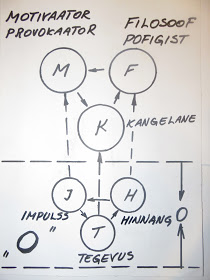 MOTIVAATOR FILOSOOF
PROVOKAATOR POFIGIST
M F
K KANGELANE
J H
IMPULSS HINNANG O
" O T
" TEGEVUS